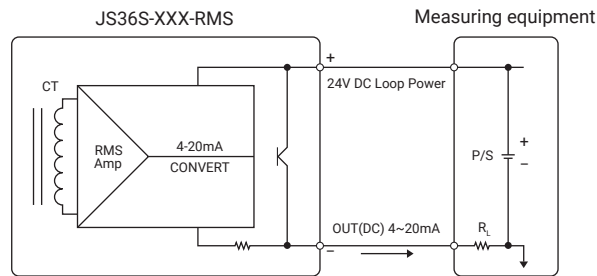 JS36S-XXX-RMS
Measuring equipment
CT
RMS
Amp
4-20mA
CONVERT
+
24V DC Loop Power
P/S
+
−
OUT(DC) 4~20mA
−
RL